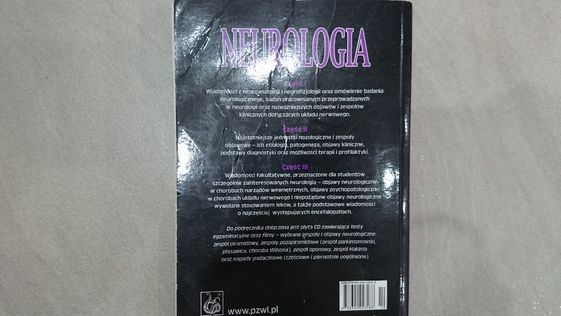 NEUROLOGIA
Część I
Wiadomości z neuroanatomii i neurofizjologii oraz omówienie badania
neurologicznego, badań pracownianych przeprowadzanych
w neurologii oraz najważniejszych objawów i zespołów
klinicznych dotyczących układu nerwowego.
Część II
Najistotniejsze jednostki nozologiczne i zespoły
objawowe – ich etiologia, patogeneza, objawy kliniczne,
podstawy diagnostyki oraz możliwości terapii i profilaktyki.
Część III
Wiadomości fakultatywne, przeznaczone dla studentów
szczególnie zainteresowanych neurologią – objawy neurologiczne
w chorobach narządów wewnętrznych, objawy psychopatologiczne
w chorobach układu nerwowego i niepożądane objawy neurologiczne
wywołane stosowaniem leków, a także podstawowe wiadomości
o najczęściej występujących encefalopatiach.
Do podręcznika dołączona jest płyta CD zawierająca testy
egzaminacyjne oraz filmy – wybrane zespoły i objawy neurologiczne:
zespół piramidowy, zespoły pozapiramidowe (zespół parkinsonowski,
pląsawica, choroba Wilsona), zespół oponowy, zespół Hakima
oraz napady padaczkowe (częściowe i pierwotnie uogólnione)
www.pzwl.pl